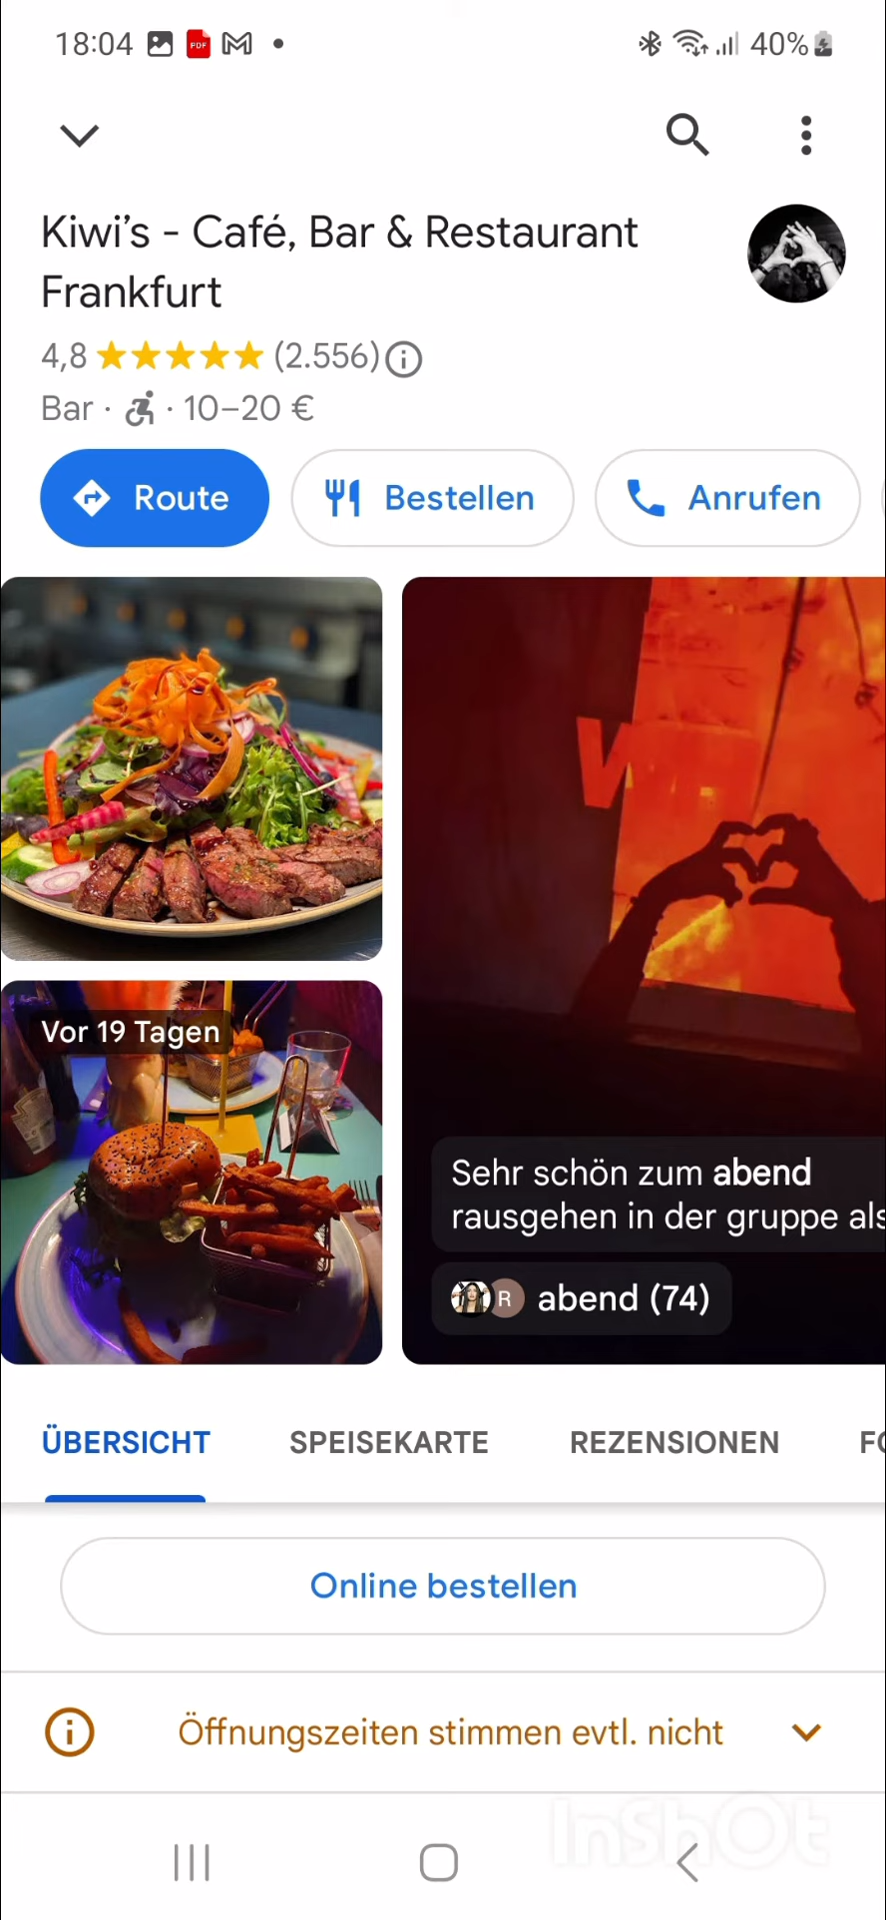 18:04
PDF
40%
Kiwi’s - Café, Bar & Restaurant
Frankfurt
4,8 (2.556)
Bar · · 10–20 €
Route
Bestellen
Anrufen
Vor 19 Tagen
Sehr schön zum abend
rausgehen in der gruppe als
R abend (74)
ÜBERSICHT
SPEISEKARTE
REZENSIONEN
FO
Online bestellen
Öffnungszeiten stimmen evtl. nicht
InShOt